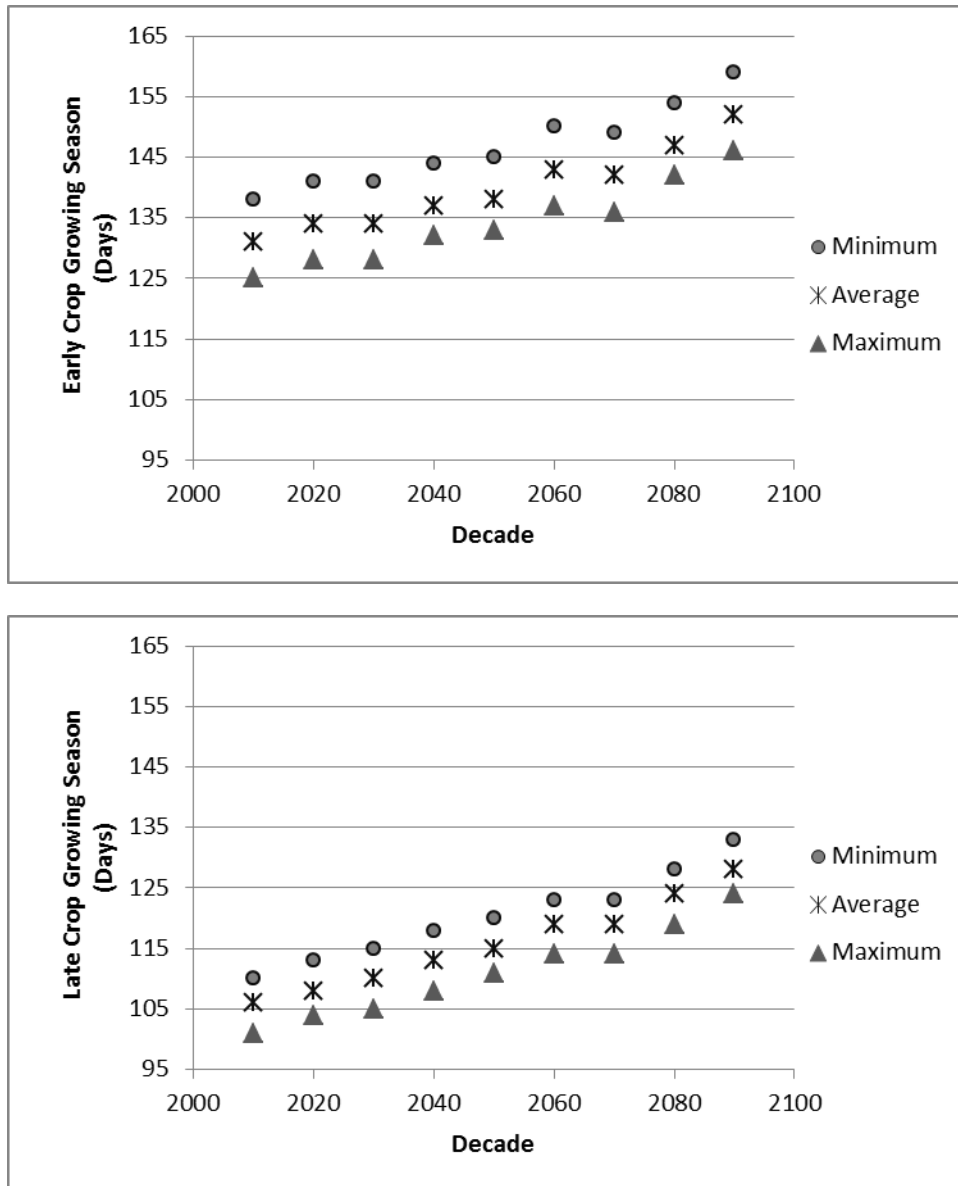 165
155
145
135
125
115
105
95
Early Crop Growing Season
(Days)
2000 2020 2040 2060 2080 2100
Decade
Minimum
Average
Maximum
165
155
145
135
125
115
105
95
Late Crop Growing Season
(Days)
2000 2020 2040 2060 2080 2100
Decade
Minimum
Average
Maximum